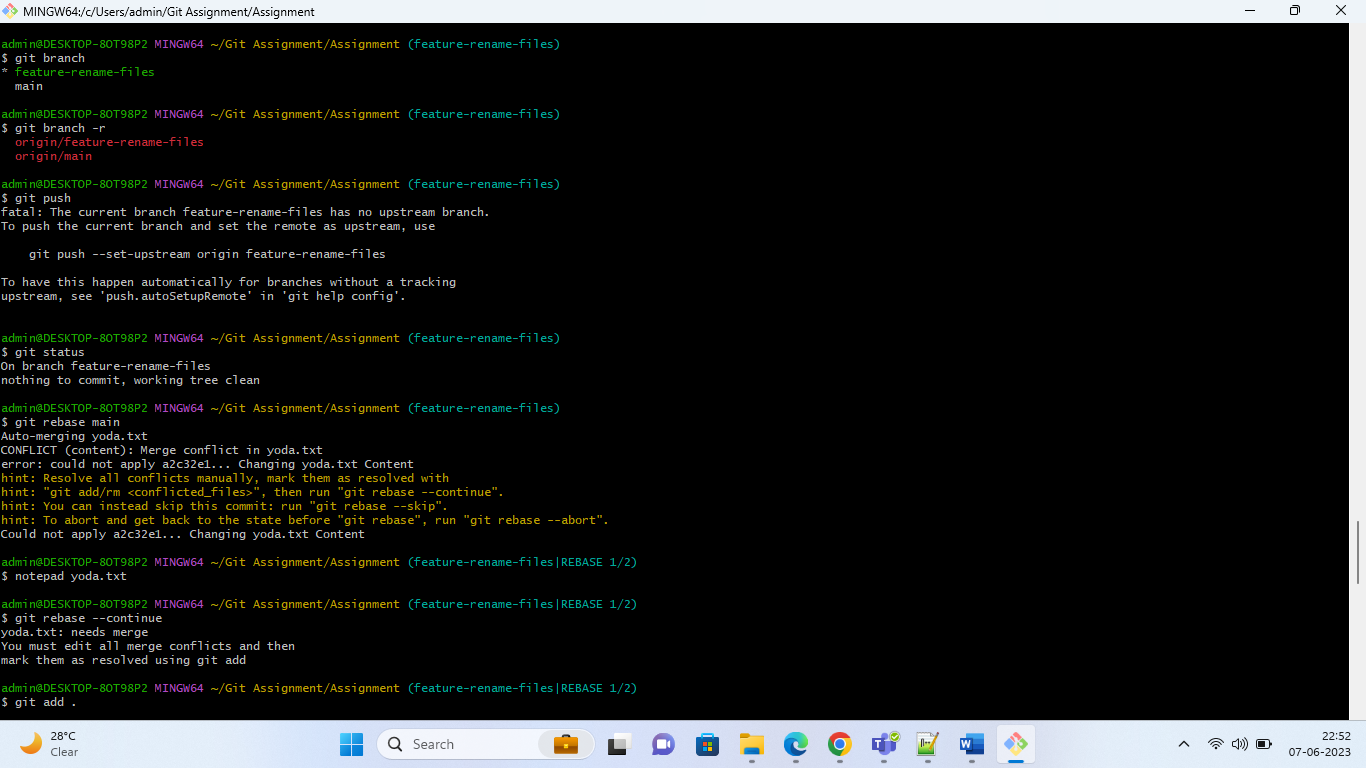 MINGW64:/c/Users/admin/Git Assignment/Assignment
admin@DESKTOP-8OT98P2 MINGW64 ~/Git Assignment/Assignment (feature-rename-files)
$ git branch
* feature-rename-files
  main
admin@DESKTOP-8OT98P2 MINGW64 ~/Git Assignment/Assignment (feature-rename-files)
$ git branch -r
  origin/feature-rename-files
  origin/main
admin@DESKTOP-8OT98P2 MINGW64 ~/Git Assignment/Assignment (feature-rename-files)
$ git push
fatal: The current branch feature-rename-files has no upstream branch.
To push the current branch and set the remote as upstream, use
    git push --set-upstream origin feature-rename-files
To have this happen automatically for branches without a tracking
upstream, see 'push.autoSetupRemote' in 'git help config'.
admin@DESKTOP-8OT98P2 MINGW64 ~/Git Assignment/Assignment (feature-rename-files)
$ git status
On branch feature-rename-files
nothing to commit, working tree clean
admin@DESKTOP-8OT98P2 MINGW64 ~/Git Assignment/Assignment (feature-rename-files)
$ git rebase main
Auto-merging yoda.txt
CONFLICT (content): Merge conflict in yoda.txt
error: could not apply a2c32e1... Changing yoda.txt Content
hint: Resolve all conflicts manually, mark them as resolved with
hint: "git add/rm <conflicted_files>", then run "git rebase --continue".
hint: You can instead skip this commit: run "git rebase --skip".
hint: To abort and get back to the state before "git rebase", run "git rebase --abort".
Could not apply a2c32e1... Changing yoda.txt Content
admin@DESKTOP-8OT98P2 MINGW64 ~/Git Assignment/Assignment (feature-rename-files|REBASE 1/2)
$ notepad yoda.txt
admin@DESKTOP-8OT98P2 MINGW64 ~/Git Assignment/Assignment (feature-rename-files|REBASE 1/2)
$ git rebase --continue
yoda.txt: needs merge
You must edit all merge conflicts and then
mark them as resolved using git add
admin@DESKTOP-8OT98P2 MINGW64 ~/Git Assignment/Assignment (feature-rename-files|REBASE 1/2)
$ git add .
28°C
Clear
Search
22:52
07-06-2023